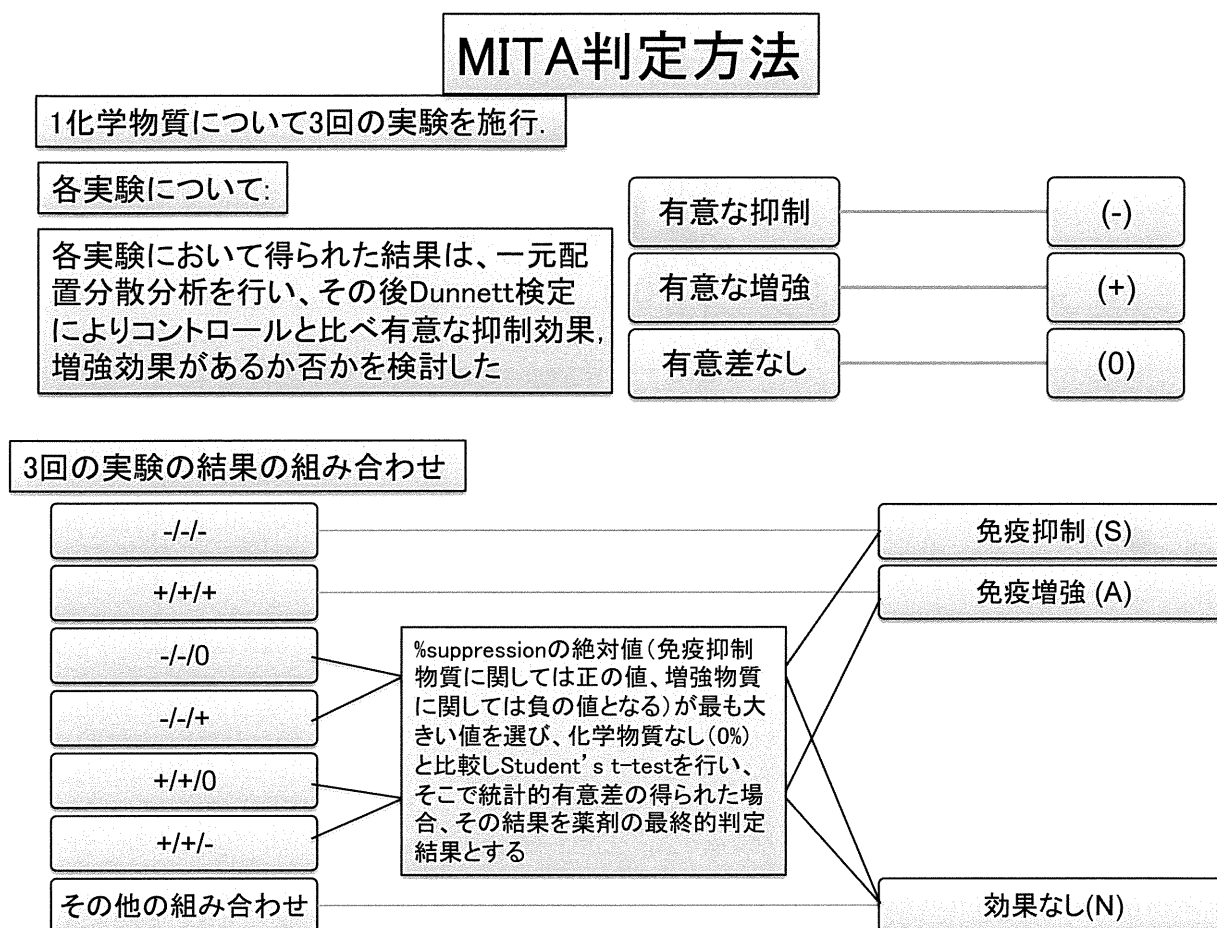 MITA判定方法
1化学物質について3回の実験を施行.
各実験について:
各実験において得られた結果は、一元配
置分散分析を行い、その後Dunnett検定
によりコントロールと比べ有意な抑制効果,
増強効果があるか否かを検討した
有意な抑制
(-)
有意な増強
(+)
有意差なし
(0)
3回の実験の結果の組み合わせ
-/-/-
+/+/+
-/-/0
-/-/+
+/+/0
+/+/-
その他の組み合わせ
%suppressionの絶対値(免疫抑制
物質に関しては正の値、増強物質
に関しては負の値となる)が最も大
きい値を選び、化学物質なし(0%)
と比較しStudent's t-testを行い、
そこで統計的有意差の得られた場
合、その結果を薬剤の最終的判定
結果とする
免疫抑制 (S)
免疫増強 (A)
効果なし(N)